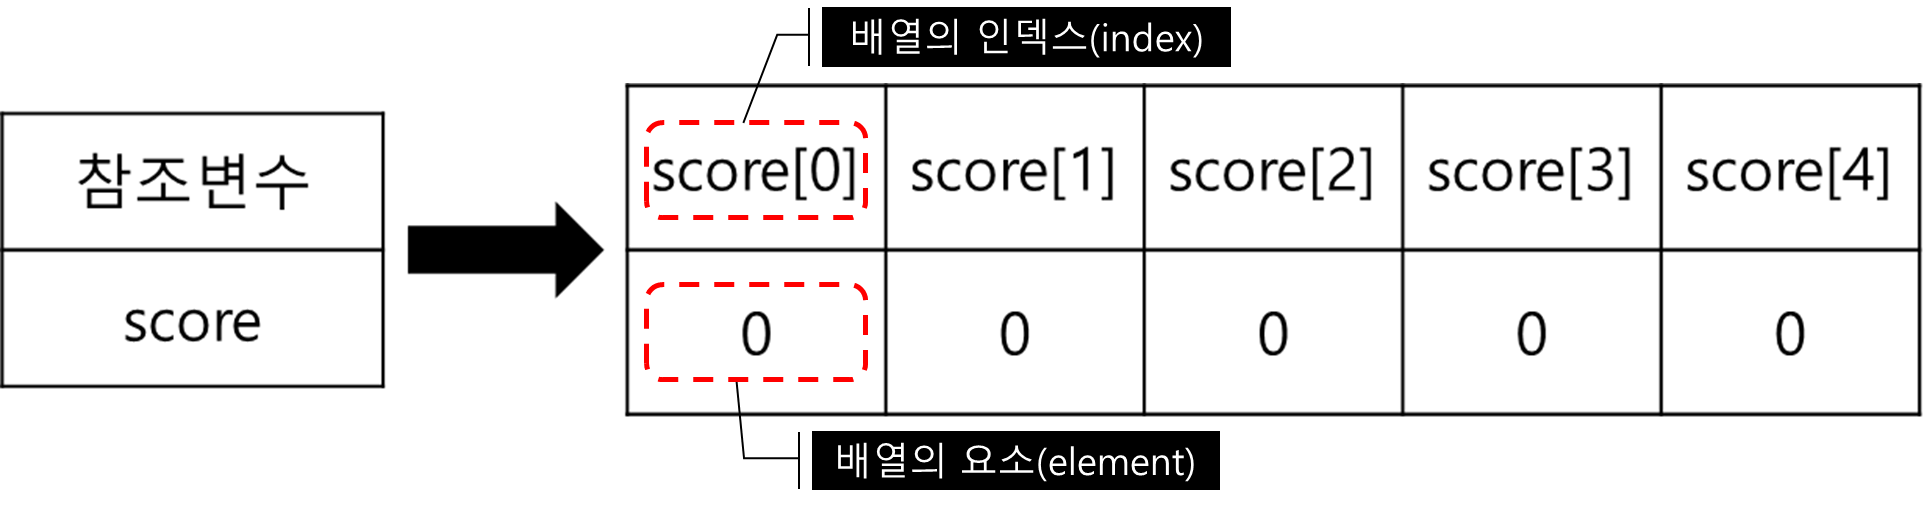 배열의 인덱스(index)
참조변수
score
score[0] score[1] score[2] score[3] score[4]
0 0 0 0 0
배열의 요소(element)